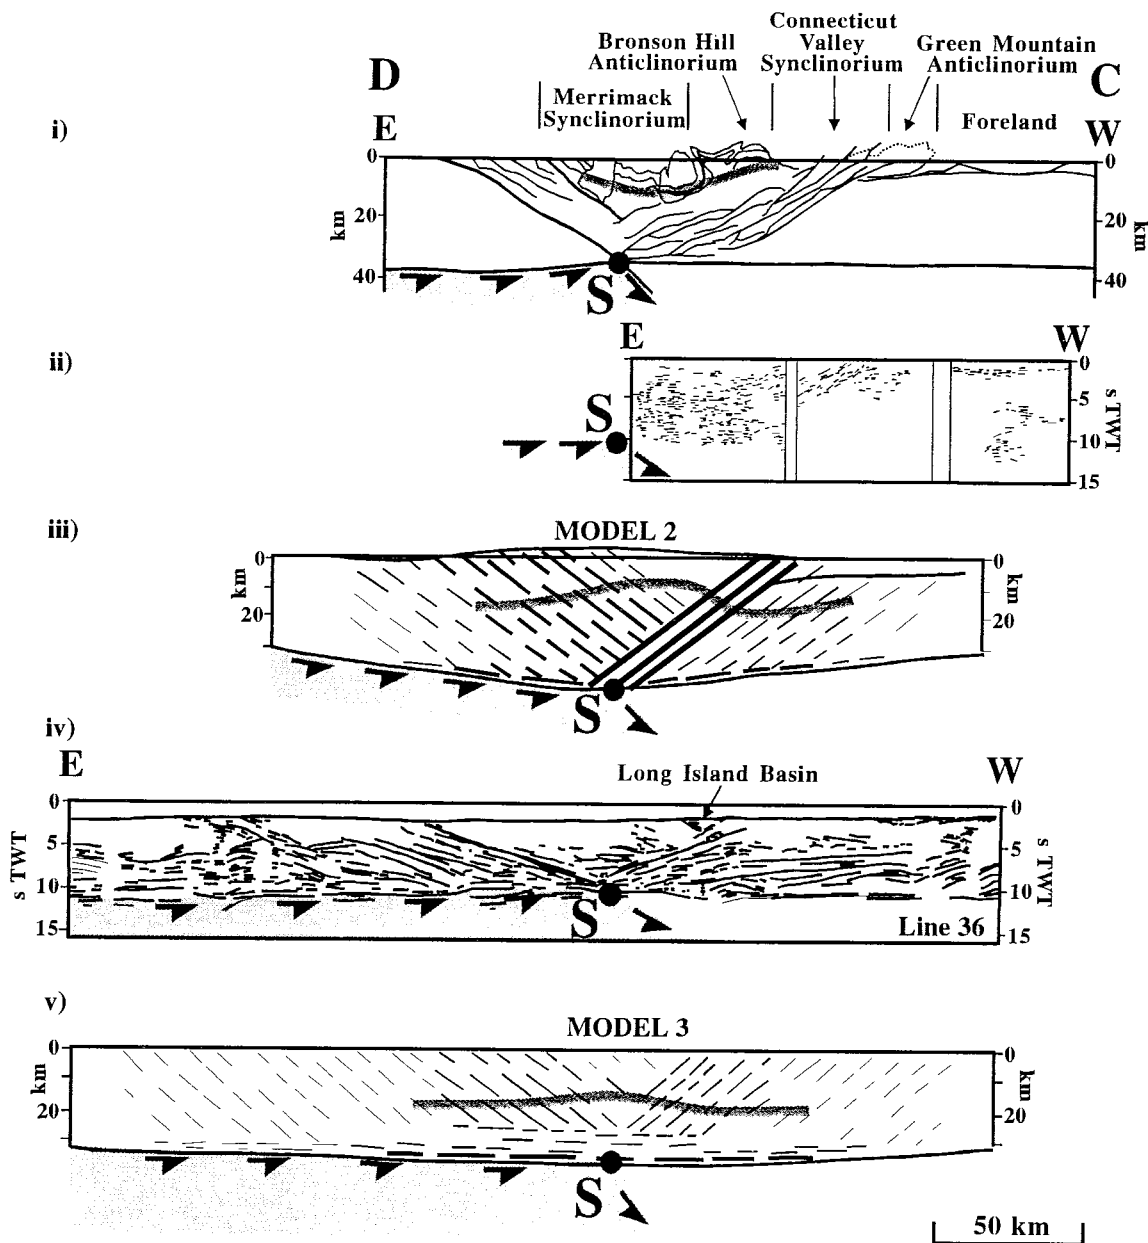 Connecticut
Bronson Hill Valley Green Mountain
Anticlinorium Synclinorium Anticlinorium
D C
Merrimack
Synclinorium
Foreland
i)
E W
0 0
20 20
km km
40 40
S
E W
ii)
0
5
10
15
s TWT
S
iii)
MODEL 2
0 0
km km
20 20
S
iv)
E W
Long Island Basin
0 0
5 5
10 10
15 15
s TWT s TWT
S
Line 36
v)
MODEL 3
0 0
km km
20 20
S
50 km